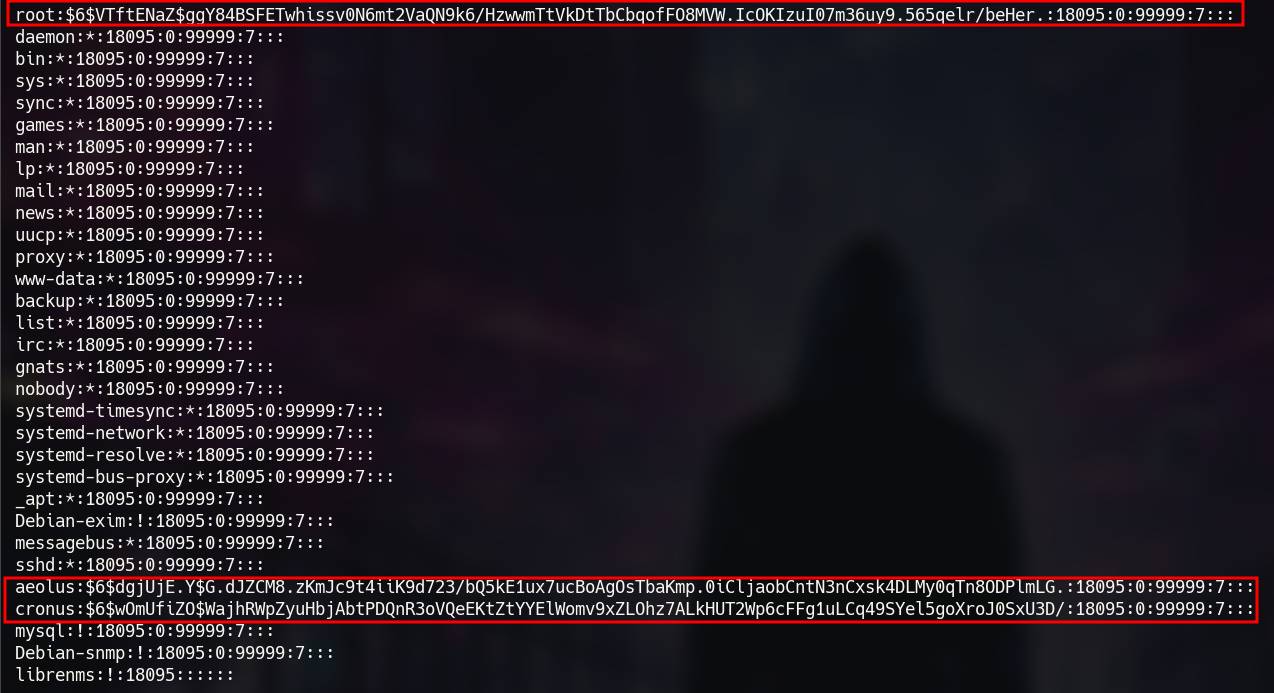 root:$6$VTftENaZ$ggY84BSFETwhissv0N6mt2VaQN9k6/HzwwmTtVkDtTbCbqofFO8MVW.IcOKIzuI07m36uy9.565qelr/beHer.:18095:0:99999:7:::
daemon:*:18095:0:99999:7:::
bin:*:18095:0:99999:7:::
sys:*:18095:0:99999:7:::
sync:*:18095:0:99999:7:::
games:*:18095:0:99999:7:::
man:*:18095:0:99999:7:::
lp:*:18095:0:99999:7:::
mail:*:18095:0:99999:7:::
news:*:18095:0:99999:7:::
uucp:*:18095:0:99999:7:::
proxy:*:18095:0:99999:7:::
www-data:*:18095:0:99999:7:::
backup:*:18095:0:99999:7:::
list:*:18095:0:99999:7:::
irc:*:18095:0:99999:7:::
gnats:*:18095:0:99999:7:::
nobody:*:18095:0:99999:7:::
systemd-timesync:*:18095:0:99999:7:::
systemd-network:*:18095:0:99999:7:::
systemd-resolve:*:18095:0:99999:7:::
systemd-bus-proxy:*:18095:0:99999:7:::
_apt:*:18095:0:99999:7:::
Debian-exim:!:18095:0:99999:7:::
messagebus:*:18095:0:99999:7:::
sshd:*:18095:0:99999:7:::
aeolus:$6$dgjUjE.Y$G.dJZCM8.zKmJc9t4iiK9d723/bQ5kE1ux7ucBoAgOsTbaKmp.0iCljaobCntN3nCxsk4DLMy0qTn8ODPlmLG.:18095:0:99999:7:::
cronus:$6$wOmUfiZO$WajhRWpZyuHbjAbtPDQnR3oVQeEKtZtYYElWomv9xZLOhz7ALkHUT2Wp6cFFg1uLCq49SYel5goXroJ0SxU3D/:18095:0:99999:7:::
mysql:!:18095:0:99999:7:::
Debian-snmp:!:18095:0:99999:7:::
librenms:!:18095::::::